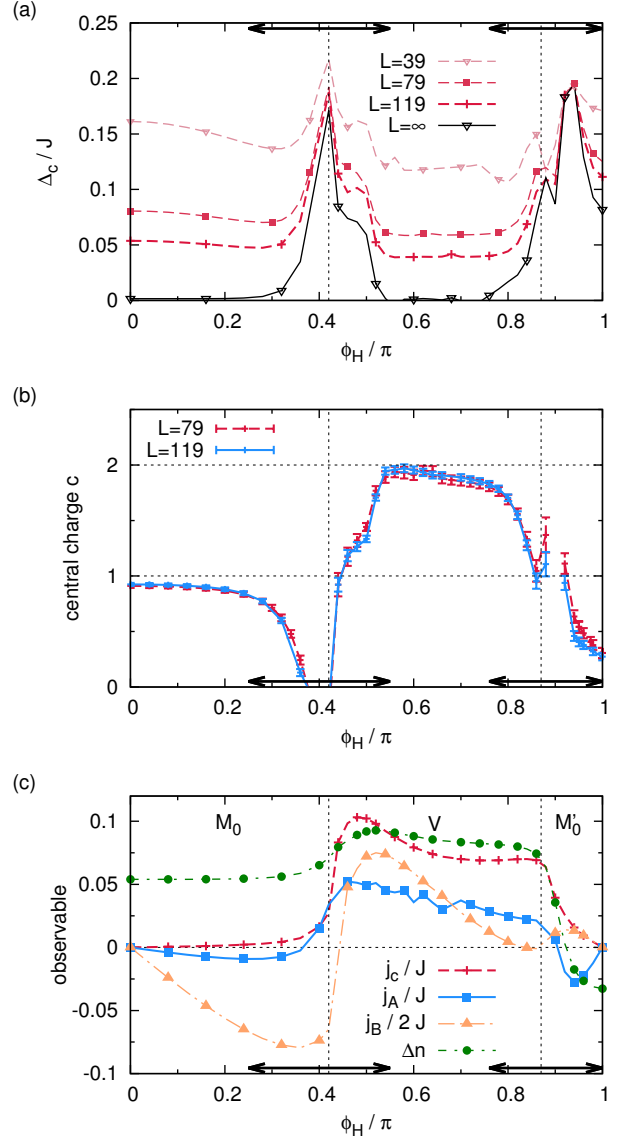 (a)
Δc / J
0.25
0.2
0.15
0.1
0.05
0
L=39
L=79
L=119
L=∞
0 0.2 0.4 0.6 0.8 1
ϕH / π
(b)
central charge c
2
1
0
L=79
L=119
0 0.2 0.4 0.6 0.8 1
ϕH / π
(c)
observable
0.1
0.05
0
-0.05
-0.1
M0 V M′0
jc / J
jA / J
jB / 2 J
Δn
0 0.2 0.4 0.6 0.8 1
ϕH / π